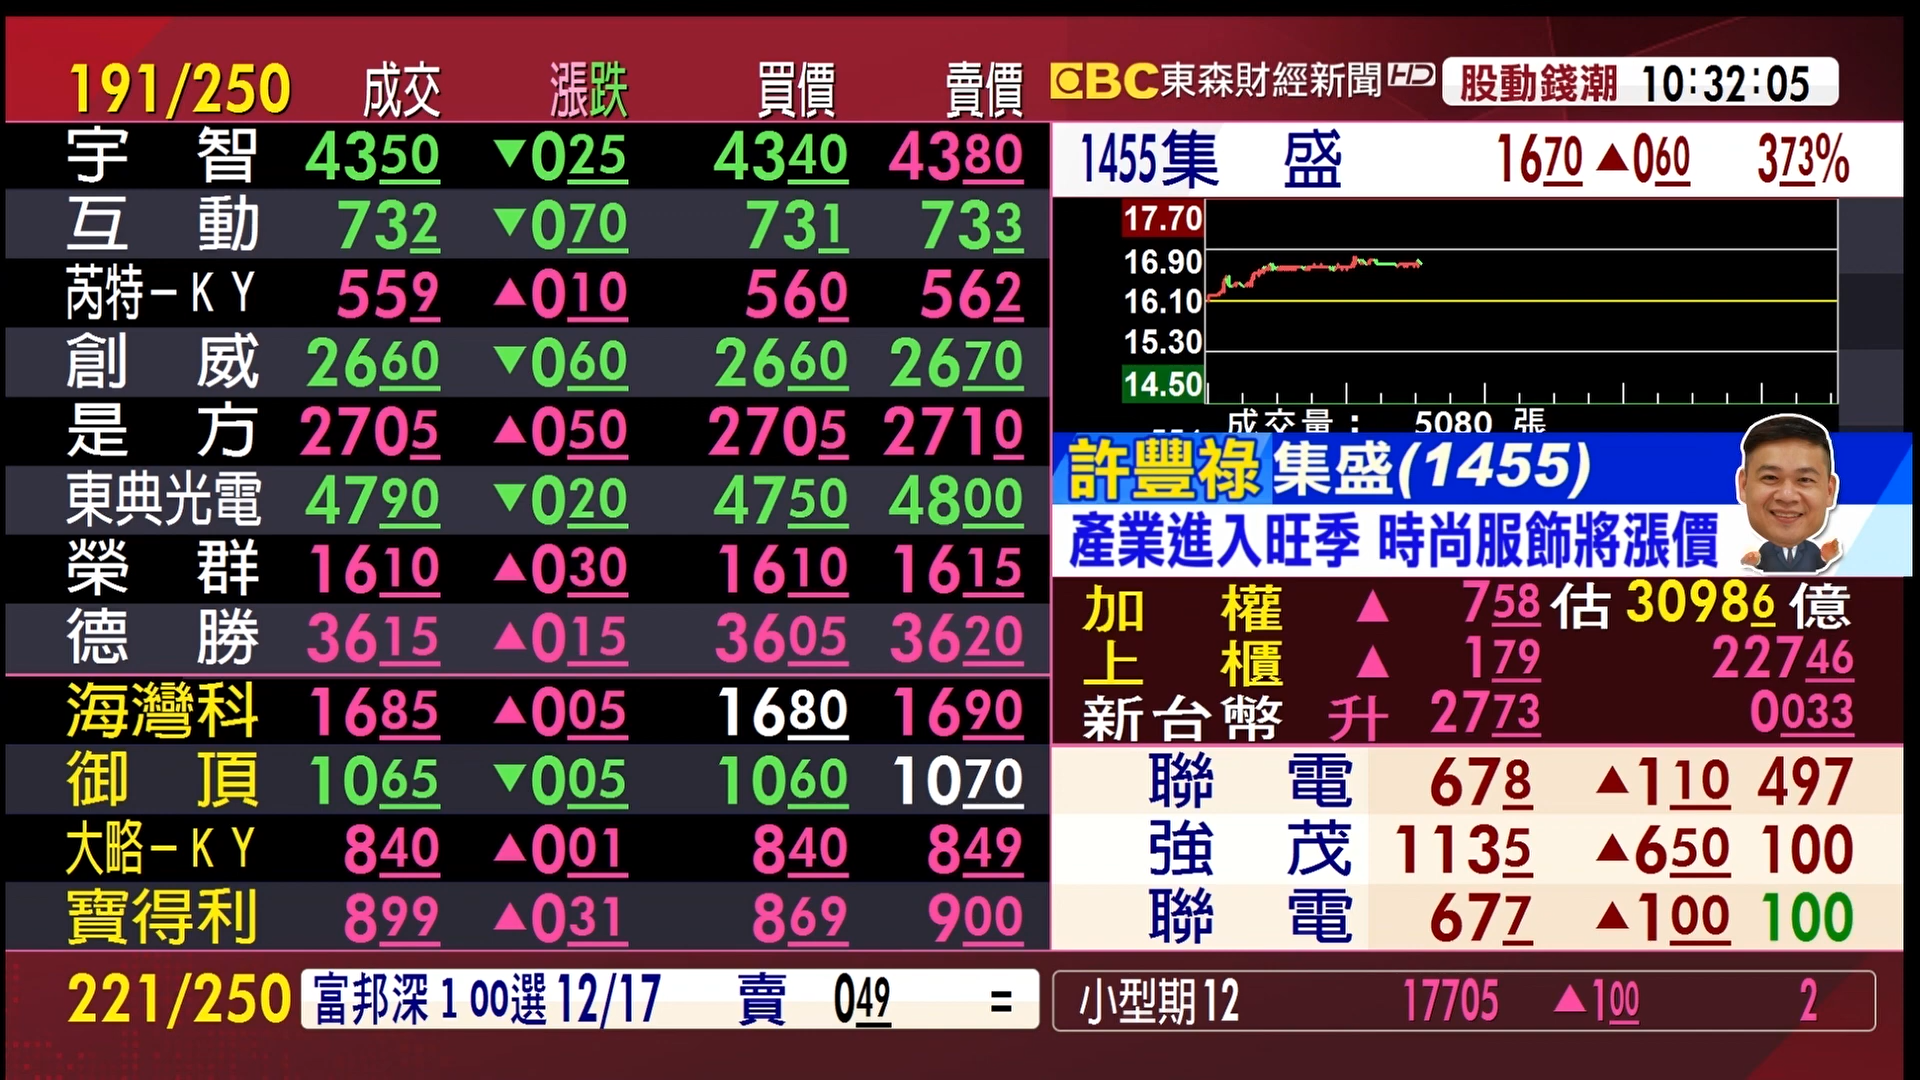 191/250 成交 漲跌 買價 賣價
宇智 4350 ▼025 4340 4380
互動 732 ▼070 731 733
芮特-KY 559 ▲010 560 562
創威 2660 ▼060 2660 2670
是方 2705 ▲050 2705 2710
東典光電 4790 ▼020 4750 4800
榮群 1610 ▲030 1610 1615
德勝 3615 ▲015 3605 3620
海灣科 1685 ▲005 1680 1690
御頂 1065 ▼005 1060 1070
大略-KY 840 ▲001 840 849
寶得利 899 ▲031 869 900
221/250 富邦深100選12/17 賣 049 =
EBC東森財經新聞HD 股動錢潮 10:32:05
1455集盛 1670 ▲060 373%
17.70
16.90
16.10
15.30
14.50
成交量: 5080 張
許豐祿 集盛(1455)
產業進入旺季 時尚服飾將漲價
加權 ▲ 758 估 30986 億
上櫃 ▲ 179 22746
新台幣 升 2773 0033
聯電 678 ▲110 497
強茂 1135 ▲650 100
聯電 677 ▲100 100
小型期12 17705 ▲100 2